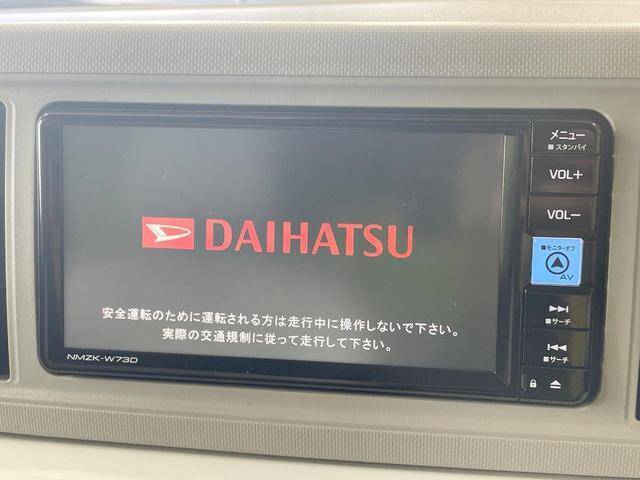 メニュー
■ スタンバイ
VOL+
VOL−
DAIHATSU
■ モニターオフ
AV
安全運転のために運転される方は走行中に操作しないで下さい。
実際の交通規制に従って走行して下さい。
■ サーチ
■ サーチ
NMZK-W73D